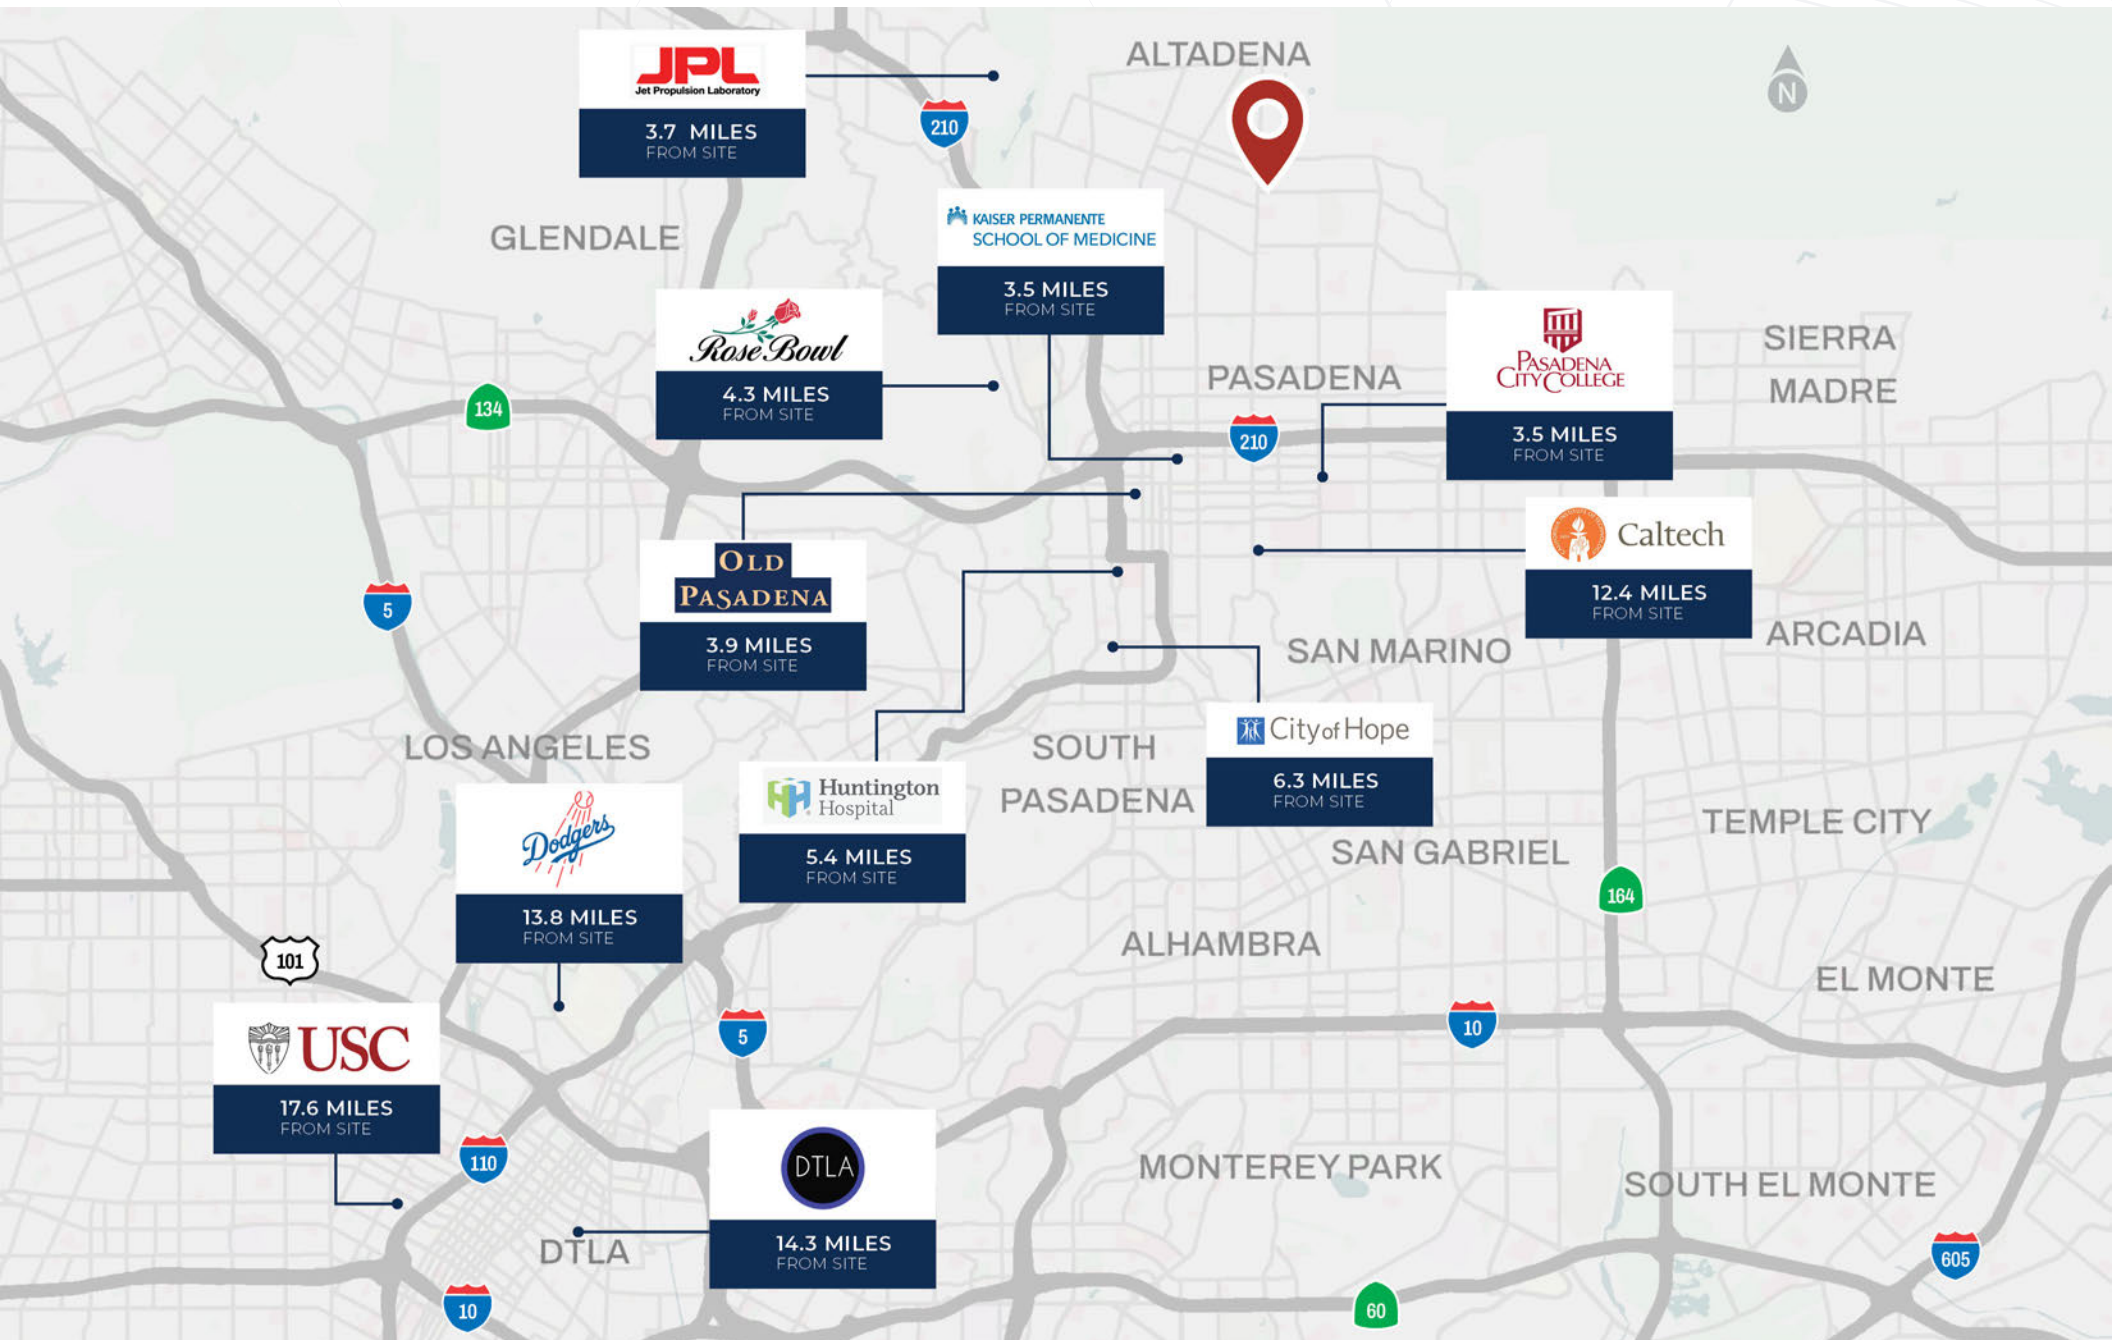 JPL
Jet Propulsion Laboratory
3.7 MILES
FROM SITE
210
ALTADENA
N
GLENDALE
KAISER PERMANENTE
SCHOOL OF MEDICINE
3.5 MILES
FROM SITE
Rose Bowl
4.3 MILES
FROM SITE
134
PASADENA
210
PASADENA
CITY COLLEGE
3.5 MILES
FROM SITE
SIERRA
MADRE
OLD
PASADENA
3.9 MILES
FROM SITE
5
Caltech
12.4 MILES
FROM SITE
ARCADIA
SAN MARINO
LOS ANGELES
SOUTH
PASADENA
City of Hope
6.3 MILES
FROM SITE
Huntington
Hospital
5.4 MILES
FROM SITE
Dodgers
13.8 MILES
FROM SITE
TEMPLE CITY
SAN GABRIEL
164
ALHAMBRA
101
EL MONTE
USC
17.6 MILES
FROM SITE
5
10
110
DTLA
14.3 MILES
FROM SITE
MONTEREY PARK
SOUTH EL MONTE
DTLA
605
10
60